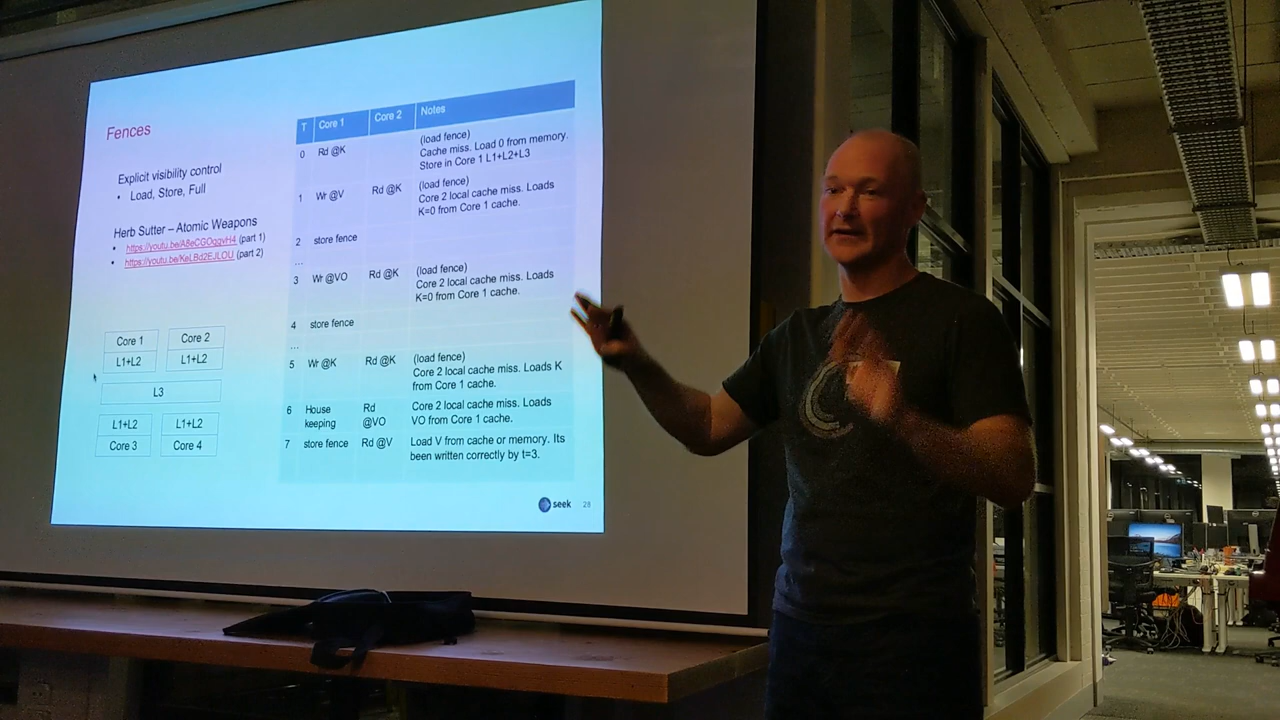 Fences
Explicit visibility control
• Load, Store, Full
Herb Sutter – Atomic Weapons
• https://youtu.be/A8eCGOqgvH4 (part 1)
• https://youtu.be/KeLBd2EJLOU (part 2)
Core 1 Core 2
L1+L2 L1+L2
L3
L1+L2 L1+L2
Core 3 Core 4
T Core 1 Core 2 Notes
0 Rd @K (load fence)
Cache miss. Load 0 from memory.
Store in Core 1 L1+L2+L3
1 Wr @V Rd @K (load fence)
Core 2 local cache miss. Loads
K=0 from Core 1 cache.
2 store fence
...
3 Wr @VO Rd @K (load fence)
Core 2 local cache miss. Loads
K=0 from Core 1 cache.
4 store fence
...
5 Wr @K Rd @K (load fence)
Core 2 local cache miss. Loads K
from Core 1 cache.
6 House Rd Core 2 local cache miss. Loads
keeping @VO VO from Core 1 cache.
7 store fence Rd @V Load V from cache or memory. Its
been written correctly by t=3.
seek 28